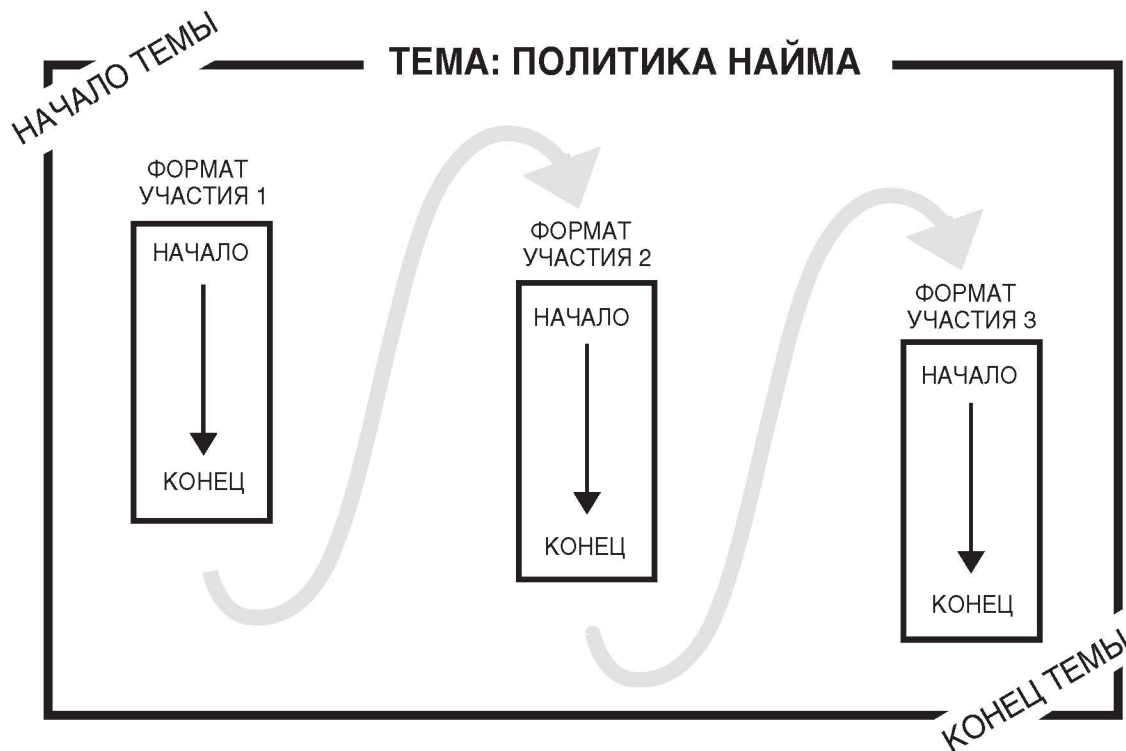 НАЧАЛО ТЕМЫ
ТЕМА: ПОЛИТИКА НАЙМА
ФОРМАТ
УЧАСТИЯ 1
НАЧАЛО
КОНЕЦ
ФОРМАТ
УЧАСТИЯ 2
НАЧАЛО
КОНЕЦ
ФОРМАТ
УЧАСТИЯ 3
НАЧАЛО
КОНЕЦ
КОНЕЦ ТЕМЫ